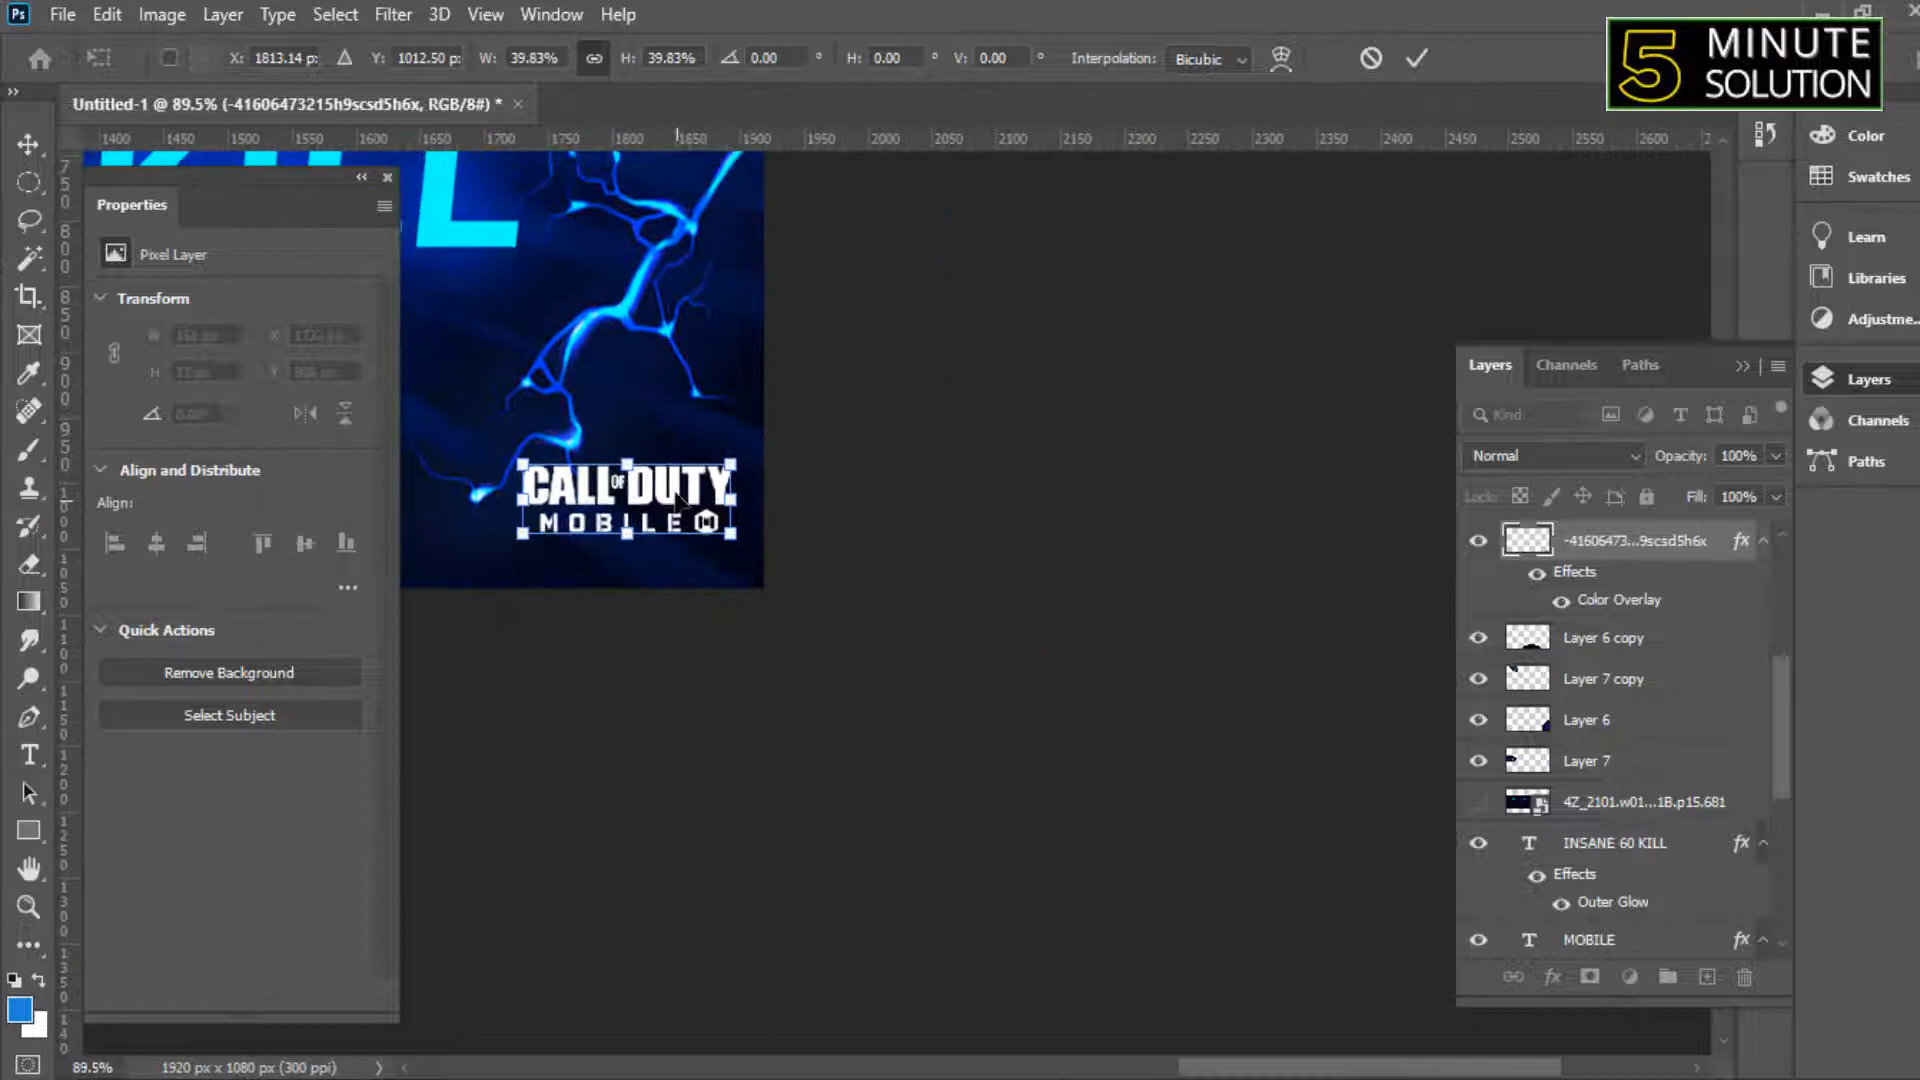 Ps File Edit Image Layer Type Select Filter 3D View Window Help
X: 1813.14 p: Y: 1012.50 p: W: 39.83% H: 39.83% 0.00 ° H: 0.00 ° V: 0.00 ° Interpolation: Bicubic
5 MINUTE SOLUTION
Untitled-1 @ 89.5% (-41606473215h9scsd5h6x, RGB/8#) * ×
1400 1450 1500 1550 1600 1650 1700 1750 1800 1850 1900 1950 2000 2050 2100 2150 2200 2250 2300 2350 2400 2450 2500 2550 2600
Properties
Pixel Layer
Transform
W X
H Y
0.00°
Align and Distribute
Align:
Quick Actions
Remove Background
Select Subject
CALL OF DUTY
MOBILE
Color
Swatches
Learn
Libraries
Adjustme...
Layers
Channels
Paths
Layers Channels Paths
Kind
Normal Opacity: 100%
Lock: Fill: 100%
-41606473...9scsd5h6x fx
Effects
Color Overlay
Layer 6 copy
Layer 7 copy
Layer 6
Layer 7
4Z_2101.w01...1B.p15.681
T INSANE 60 KILL fx
Effects
Outer Glow
T MOBILE fx
89.5% 1920 px x 1080 px (300 ppi)